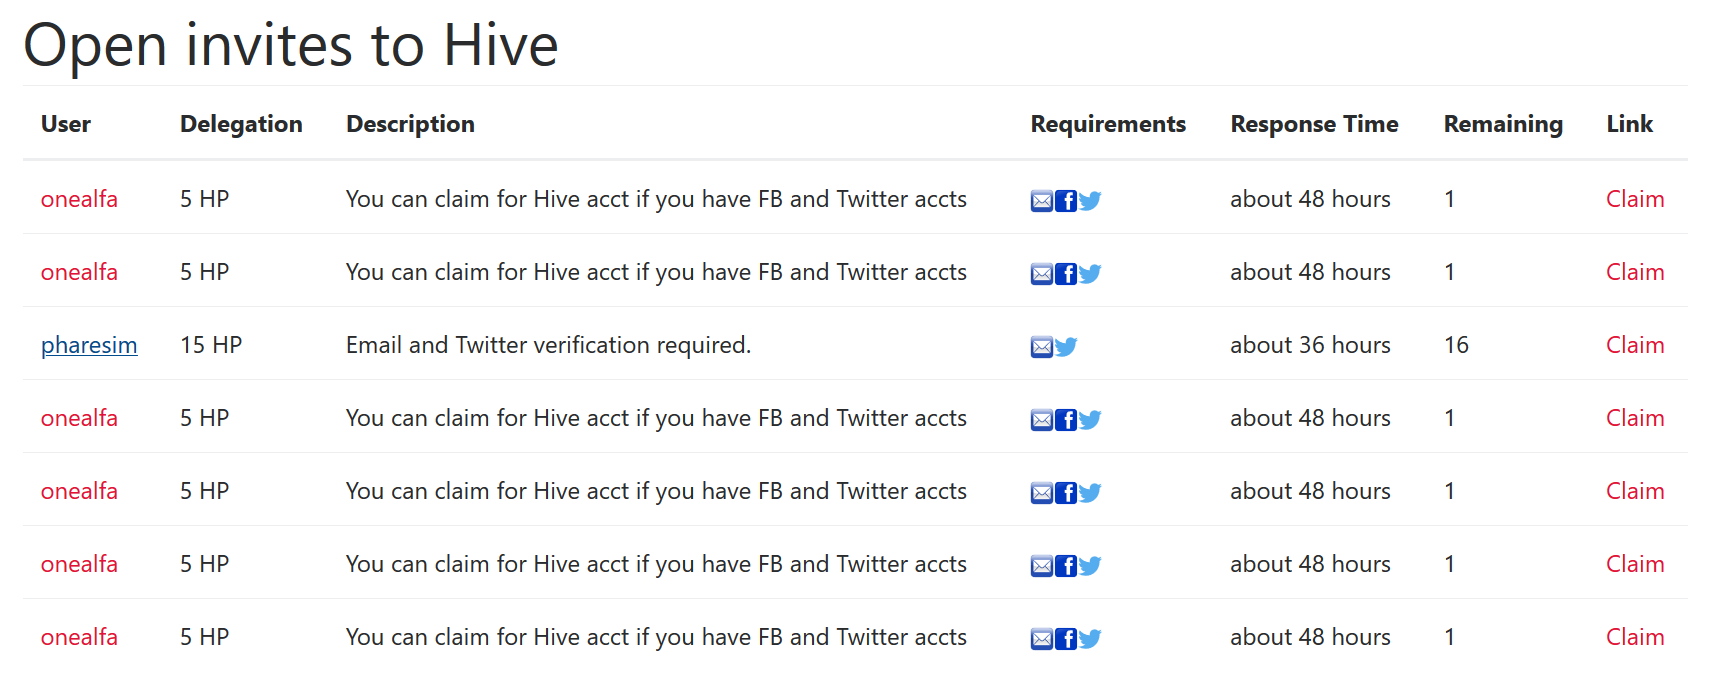 Open invites to Hive
User Delegation Description Requirements Response Time Remaining Link
onealfa 5 HP You can claim for Hive acct if you have FB and Twitter accts about 48 hours 1 Claim
onealfa 5 HP You can claim for Hive acct if you have FB and Twitter accts about 48 hours 1 Claim
pharesim 15 HP Email and Twitter verification required. about 36 hours 16 Claim
onealfa 5 HP You can claim for Hive acct if you have FB and Twitter accts about 48 hours 1 Claim
onealfa 5 HP You can claim for Hive acct if you have FB and Twitter accts about 48 hours 1 Claim
onealfa 5 HP You can claim for Hive acct if you have FB and Twitter accts about 48 hours 1 Claim
onealfa 5 HP You can claim for Hive acct if you have FB and Twitter accts about 48 hours 1 Claim